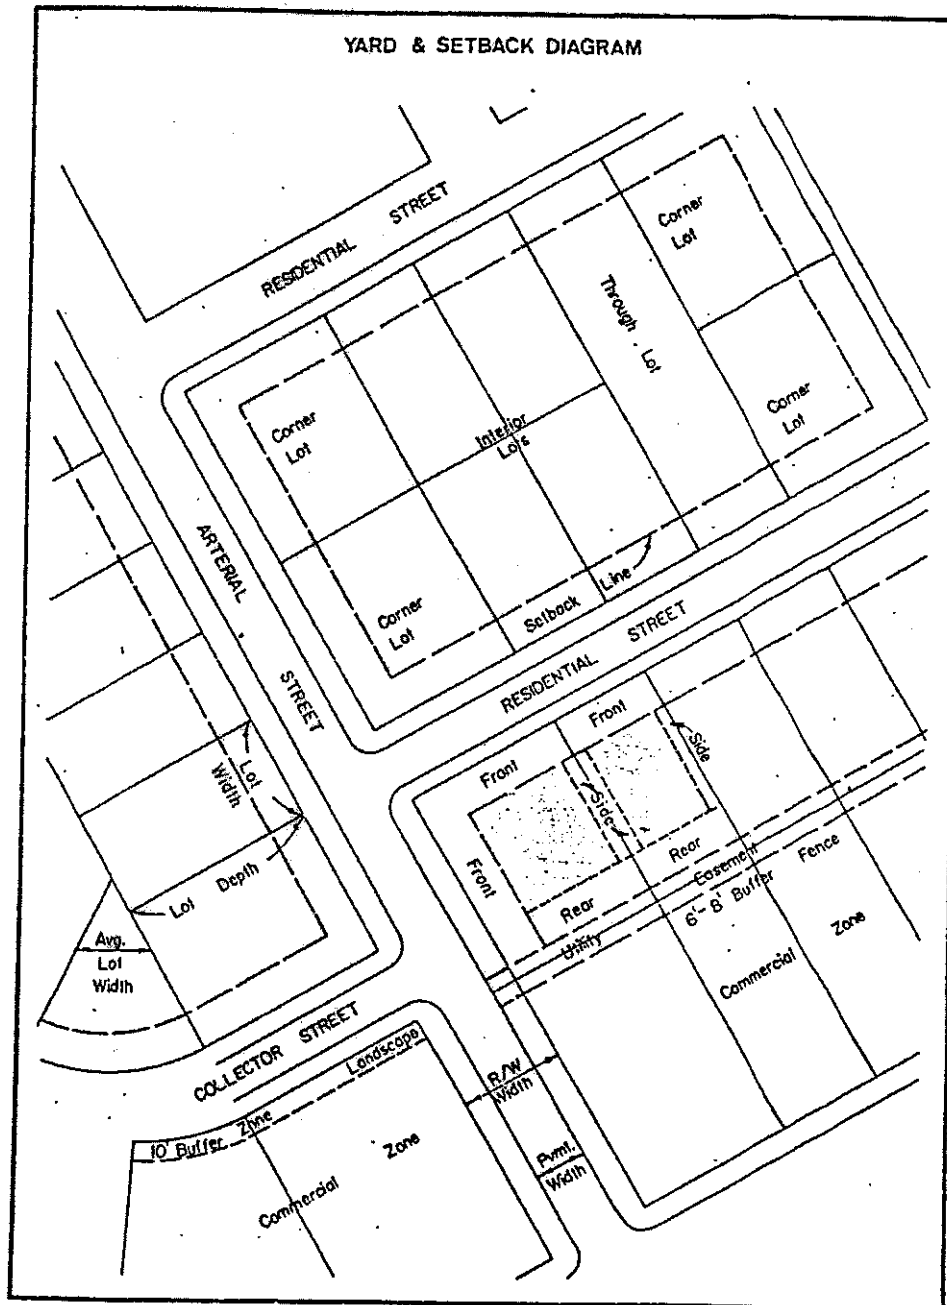 YARD & SETBACK DIAGRAM
RESIDENTIAL STREET
Corner
Lot
Through Lot
Corner
Lot
Interior
Lots
Corner
Lot
ARTERIAL STREET
Corner
Lot
Setback Line
RESIDENTIAL STREET
Lot
Width
Front
Front
Side
Side
Front
Rear
Rear
Lot Depth
Utility Easement
6'- 8' Buffer Fence
Commercial Zone
Avg.
Lot
Width
COLLECTOR STREET
R/W
Width
10' Buffer Zone Landscape
Pvmt.
Width
Commercial Zone